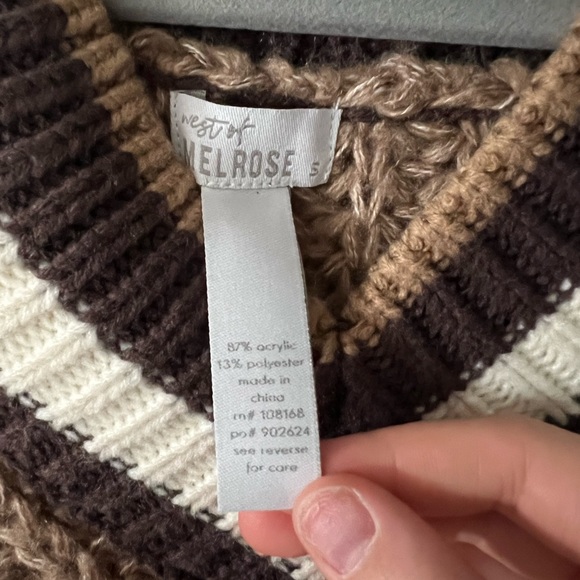 west of
MELROSE S
87% acrylic
13% polyester
made in
china
rn# 108168
po# 902624
see reverse
for care